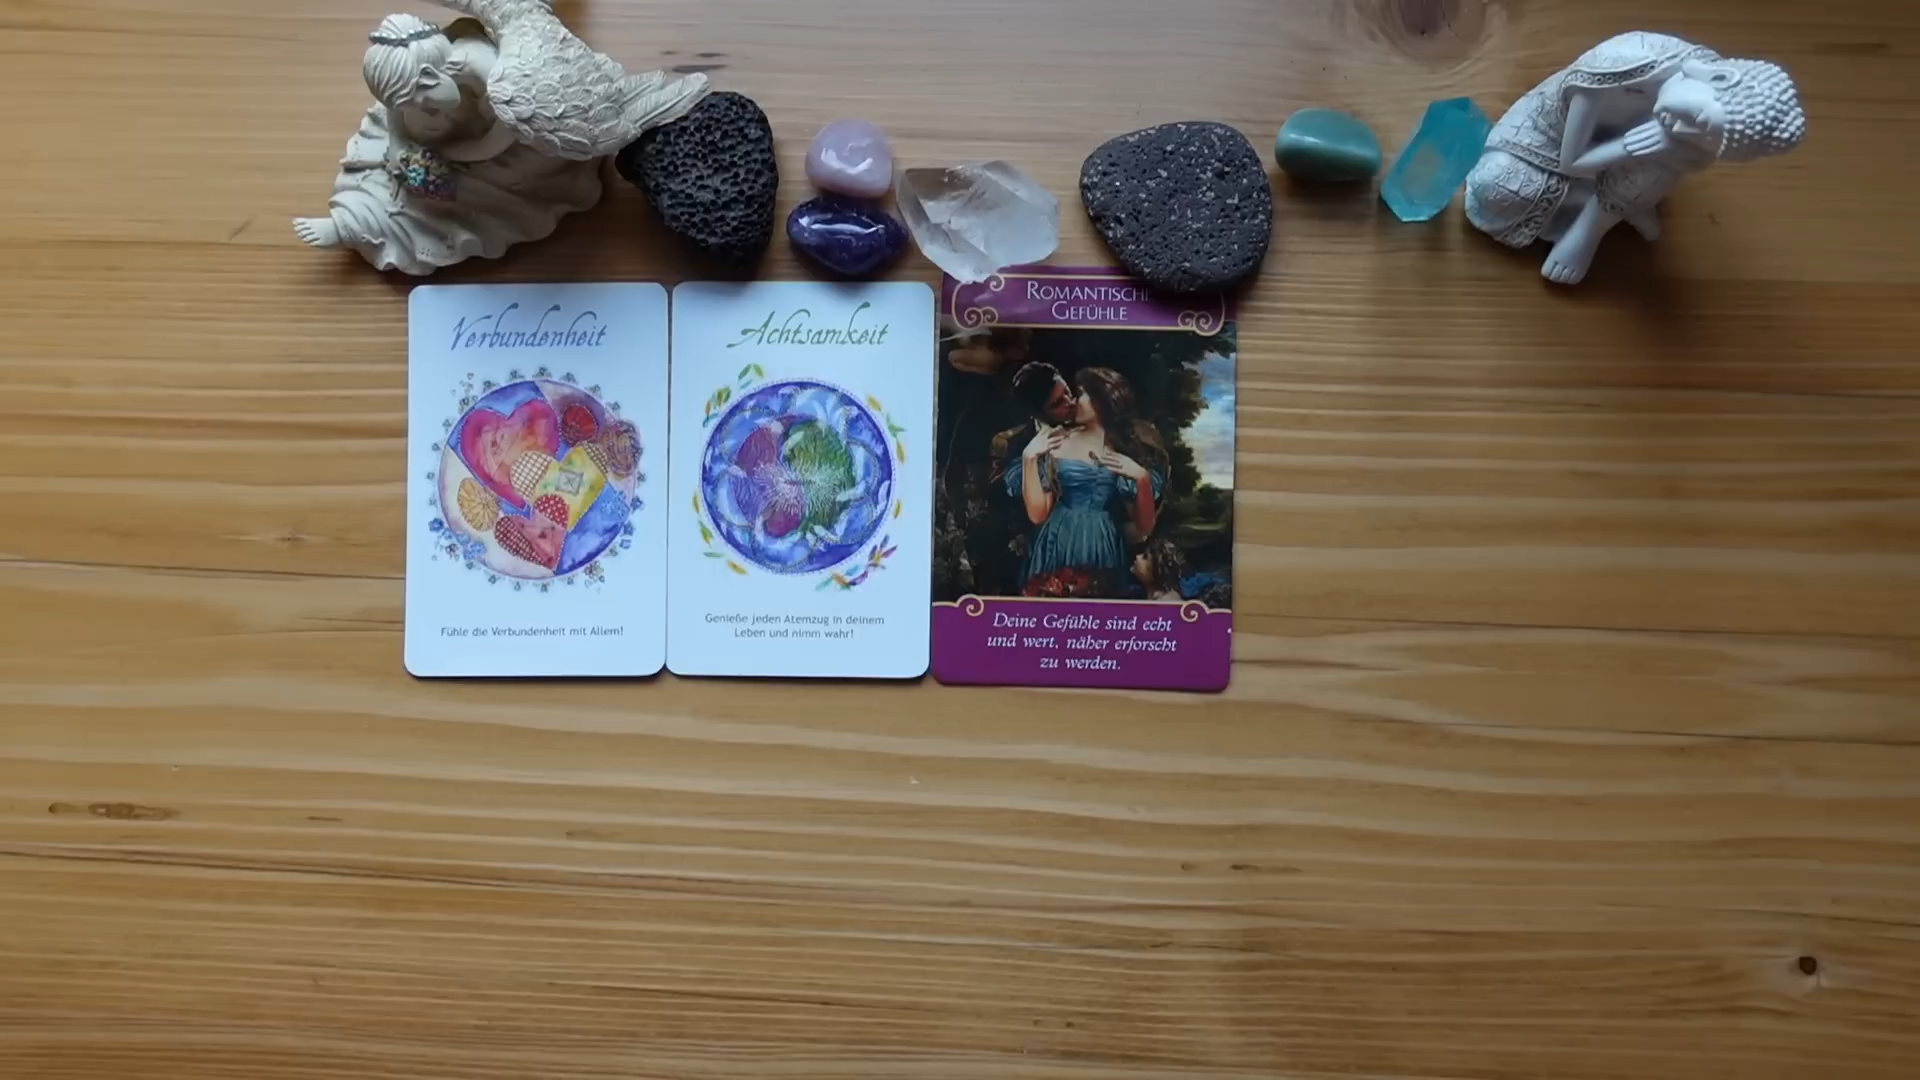 Verbundenheit
Fühle die Verbundenheit mit Allem!
Achtsamkeit
Genieße jeden Atemzug in deinem
Leben und nimm wahr!
ROMANTISCHE
GEFÜHLE
Deine Gefühle sind echt
und wert, näher erforscht
zu werden.